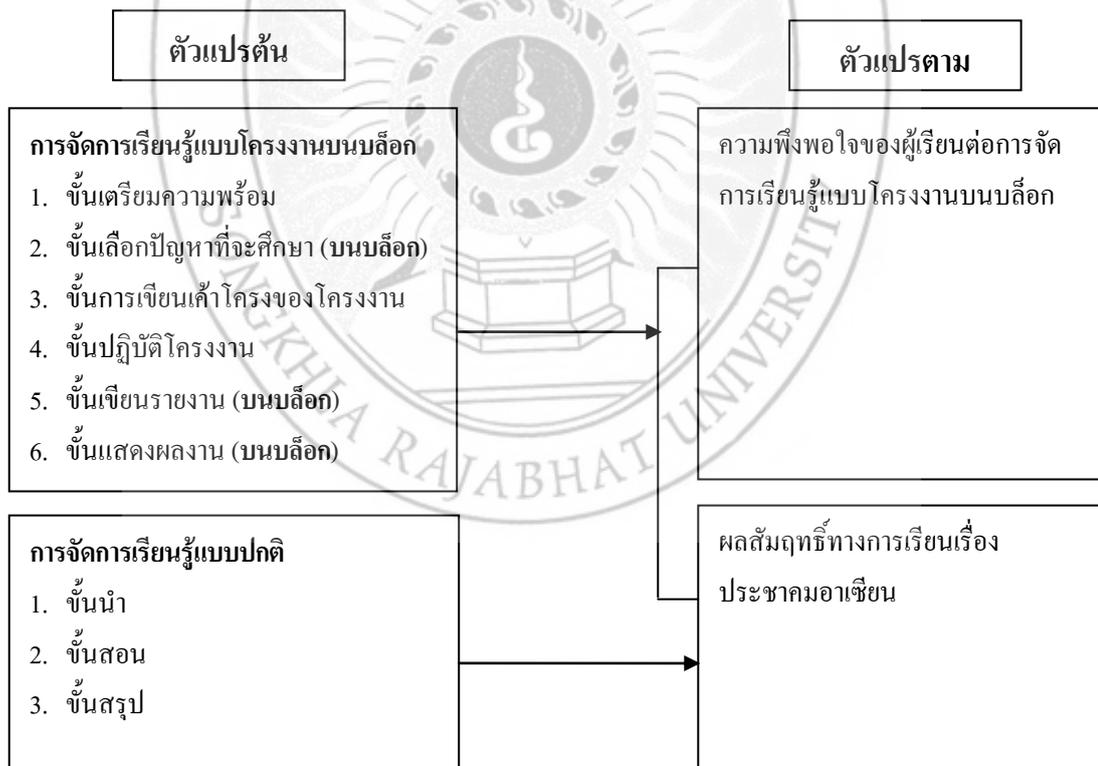 ตัวแปรต้น
ตัวแปรตาม
การจัดการเรียนรู้แบบโครงงานบนบล็อก
1. ขั้นเตรียมความพร้อม
2. ขั้นเลือกปัญหาที่จะศึกษา (บนบล็อก)
3. ขั้นการเขียนเค้าโครงของโครงงาน
4. ขั้นปฏิบัติโครงงาน
5. ขั้นเขียนรายงาน (บนบล็อก)
6. ขั้นแสดงผลงาน (บนบล็อก)
ความพึงพอใจของผู้เรียนต่อการจัด
การเรียนรู้แบบโครงงานบนบล็อก
การจัดการเรียนรู้แบบปกติ
1. ขั้นนำ
2. ขั้นสอน
3. ขั้นสรุป
ผลสัมฤทธิ์ทางการเรียนเรื่อง
ประชาคมอาเซียน
SONGKHLA RAJABHAT UNIVERSITY